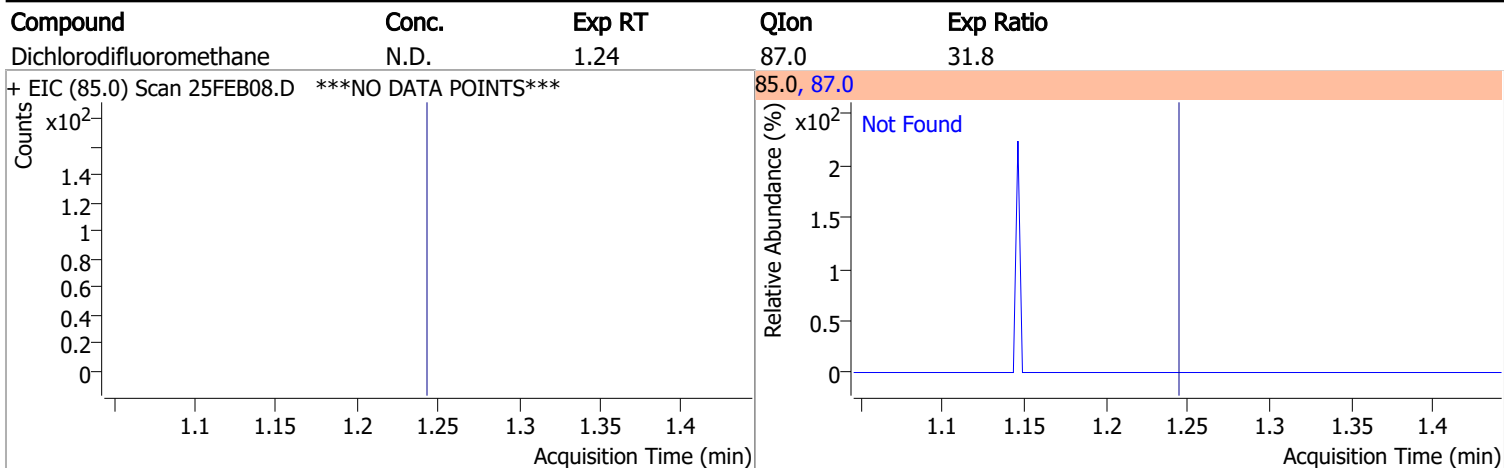 Compound Conc. Exp RT QIon Exp Ratio
Dichlorodifluoromethane N.D. 1.24 87.0 31.8
+ EIC (85.0) Scan 25FEB08.D ***NO DATA POINTS***
Counts
x10²
1.4
1.2
1
0.8
0.6
0.4
0.2
0
1.1 1.15 1.2 1.25 1.3 1.35 1.4
Acquisition Time (min)
85.0, 87.0
Relative Abundance (%)
x10²
Not Found
2
1.5
1
0.5
0
1.1 1.15 1.2 1.25 1.3 1.35 1.4
Acquisition Time (min)